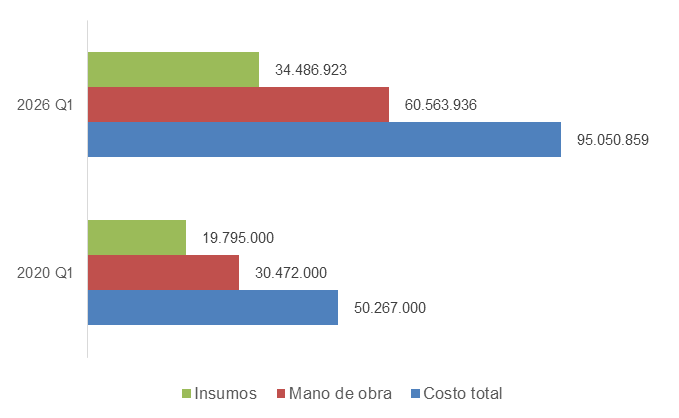 34.486.923
2026 Q1
60.563.936
95.050.859
19.795.000
2020 Q1
30.472.000
50.267.000
Insumos Mano de obra Costo total